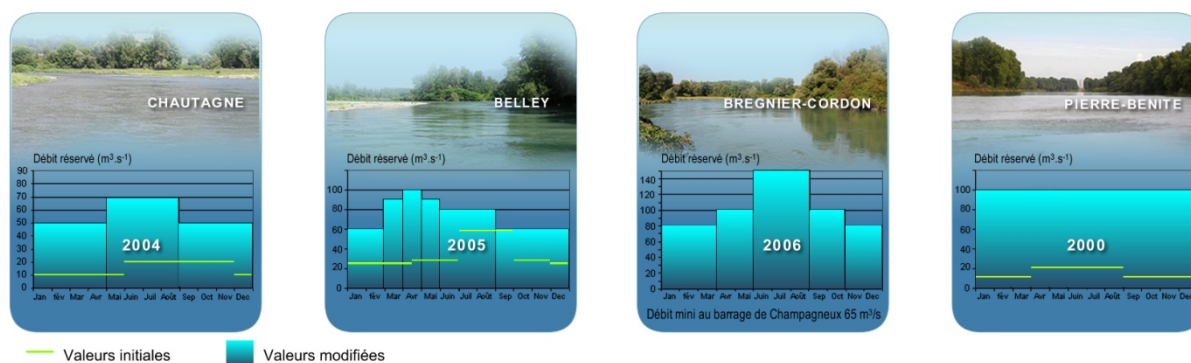 CHAUTAGNE
Débit réservé (m³.s⁻¹)
90
80
70
60
50
40
30
20
10
0
2004
Jan fév Mar Avr Mai Juin Juil Août Sep Oct Nov Dec
BELLEY
Débit réservé (m³.s⁻¹)
100
80
60
40
20
0
2005
Jan fév Mar Avr Mai Juin Juil Août Sep Oct Nov Dec
BREGNIER-CORDON
Débit réservé (m³.s⁻¹)
140
120
100
80
60
40
20
0
2006
Jan fév Mar Avr Mai Juin Juil Août Sep Oct Nov Dec
Débit mini au barrage de Champagneux 65 m³/s
PIERRE-BENITE
Débit réservé (m³.s⁻¹)
100
80
60
40
20
0
2000
Jan fév Mar Avr Mai Juin Juil Août Sep Oct Nov Dec
Valeurs initiales
Valeurs modifiées